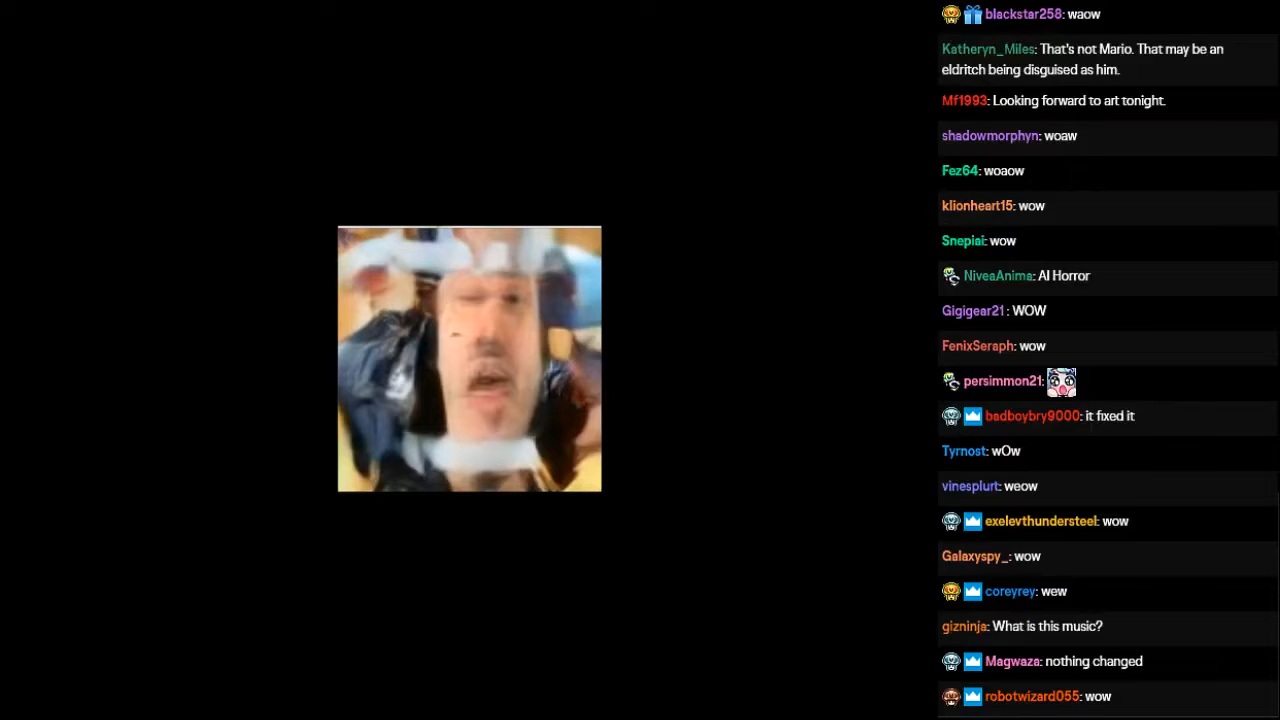 blackstar258: waow
Katheryn_Miles: That's not Mario. That may be an
eldritch being disguised as him.
Mf1993: Looking forward to art tonight.
shadowmorphyn: woaw
Fez64: woaow
klionheart15: wow
Snepiai: wow
NiveaAnima: AI Horror
Gigigear21: WOW
FenixSeraph: wow
persimmon21:
badboybry9000: it fixed it
Tyrnost: wOw
vinesplurt: weow
exelevthundersteel: wow
Galaxyspy_: wow
coreyrey: wew
gizninja: What is this music?
Magwaza: nothing changed
robotwizard055: wow